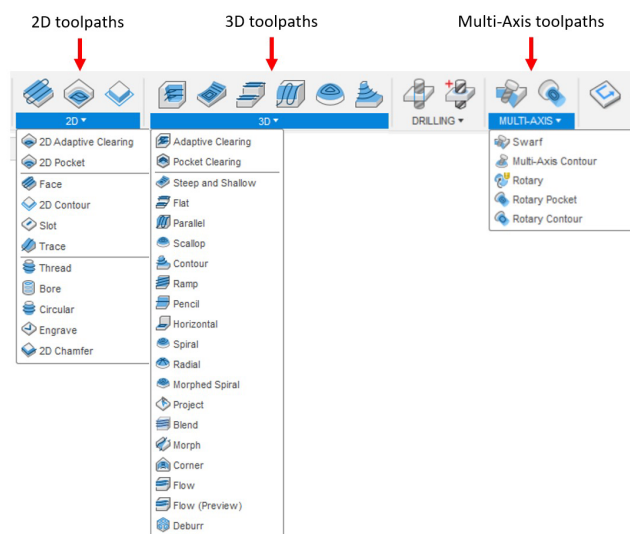 2D toolpaths
3D toolpaths
Multi-Axis toolpaths
2D ▾
3D ▾
DRILLING ▾
MULTI-AXIS ▾
2D Adaptive Clearing
2D Pocket
Face
2D Contour
Slot
Trace
Thread
Bore
Circular
Engrave
2D Chamfer
Adaptive Clearing
Pocket Clearing
Steep and Shallow
Flat
Parallel
Scallop
Contour
Ramp
Pencil
Horizontal
Spiral
Radial
Morphed Spiral
Project
Blend
Morph
Corner
Flow
Flow (Preview)
Deburr
Swarf
Multi-Axis Contour
Rotary
Rotary Pocket
Rotary Contour